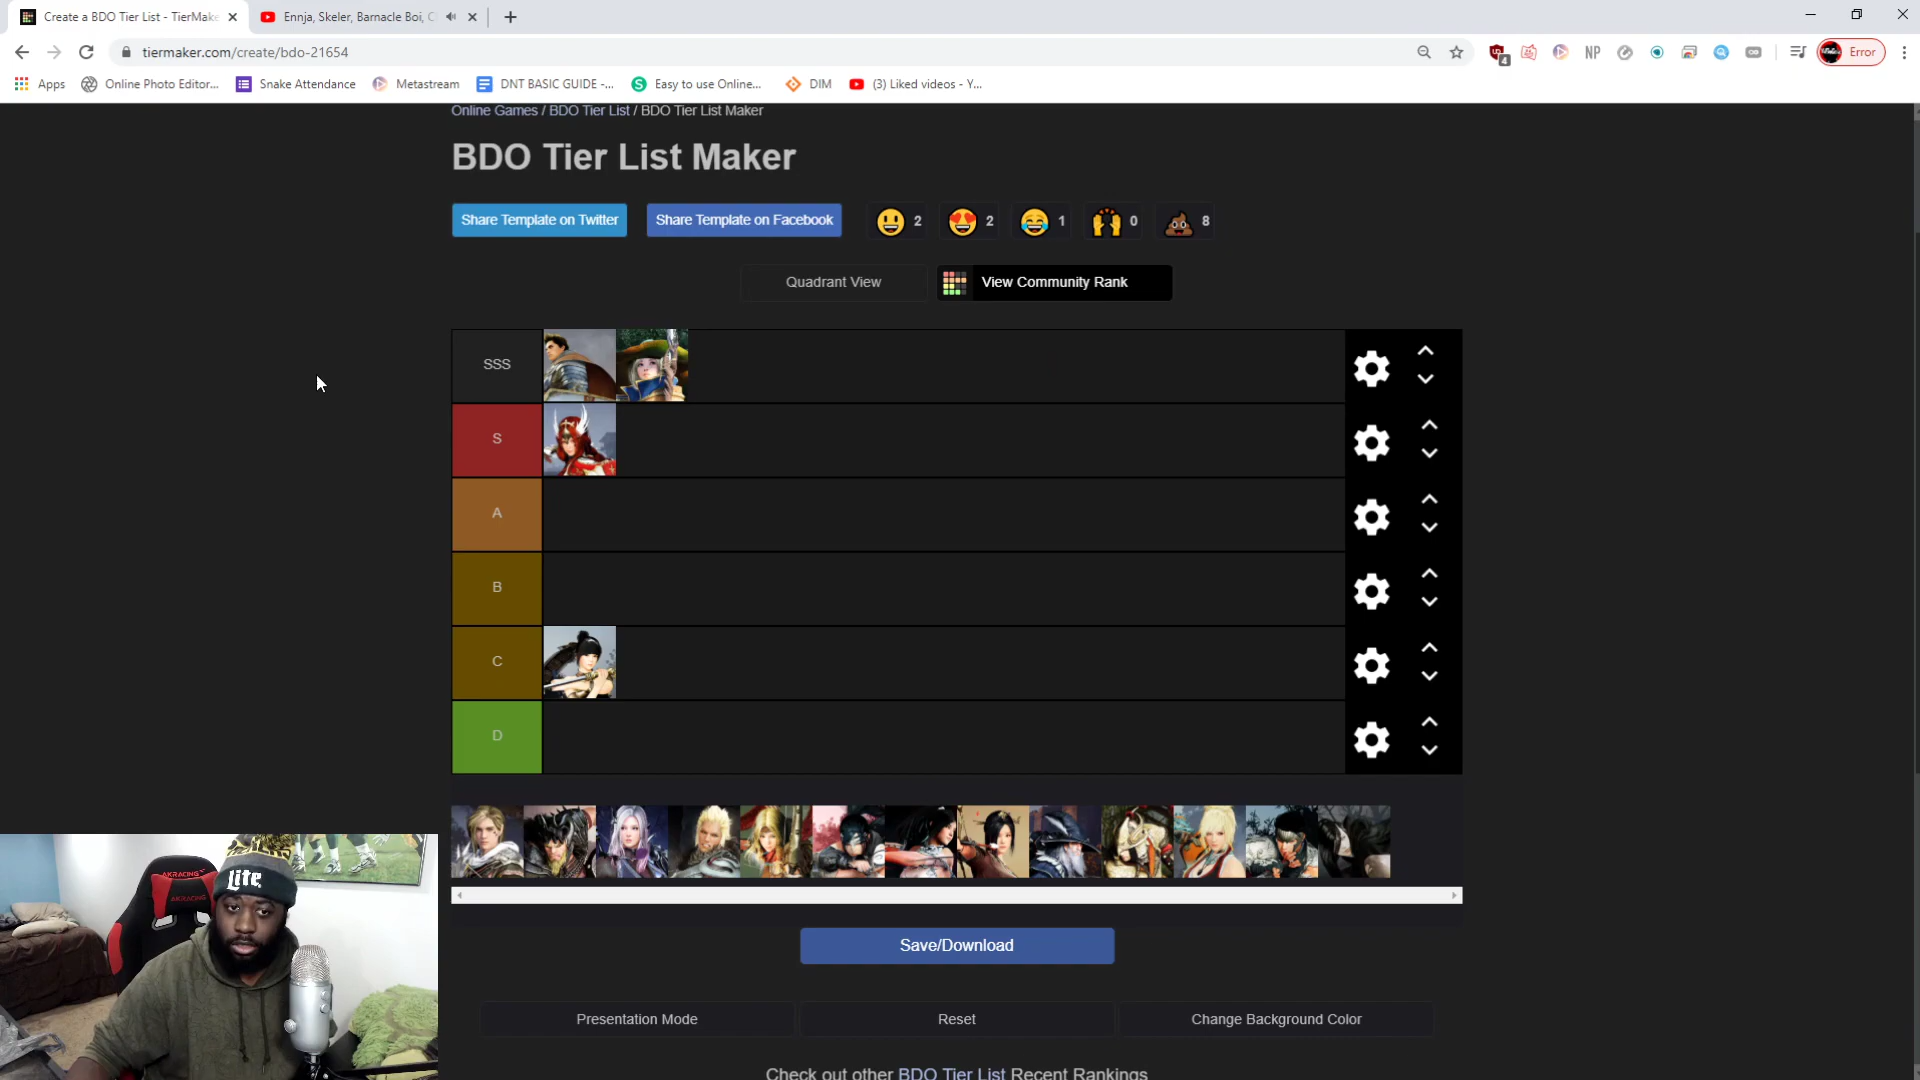 Create a BDO Tier List - TierMake
Ennja, Skeler, Barnacle Boi, C
tiermaker.com/create/bdo-21654
4
NP
Error
Apps
Online Photo Editor...
Snake Attendance
Metastream
DNT BASIC GUIDE -...
Easy to use Online...
DIM
(3) Liked videos - Y...
Online Games / BDO Tier List / BDO Tier List Maker
BDO Tier List Maker
Share Template on Twitter
Share Template on Facebook
2
2
1
0
8
Quadrant View
View Community Rank
SSS
S
A
B
C
D
Save/Download
Presentation Mode
Reset
Change Background Color
Check out other BDO Tier List Recent Rankings
AKRACING
AKRACING
Lite